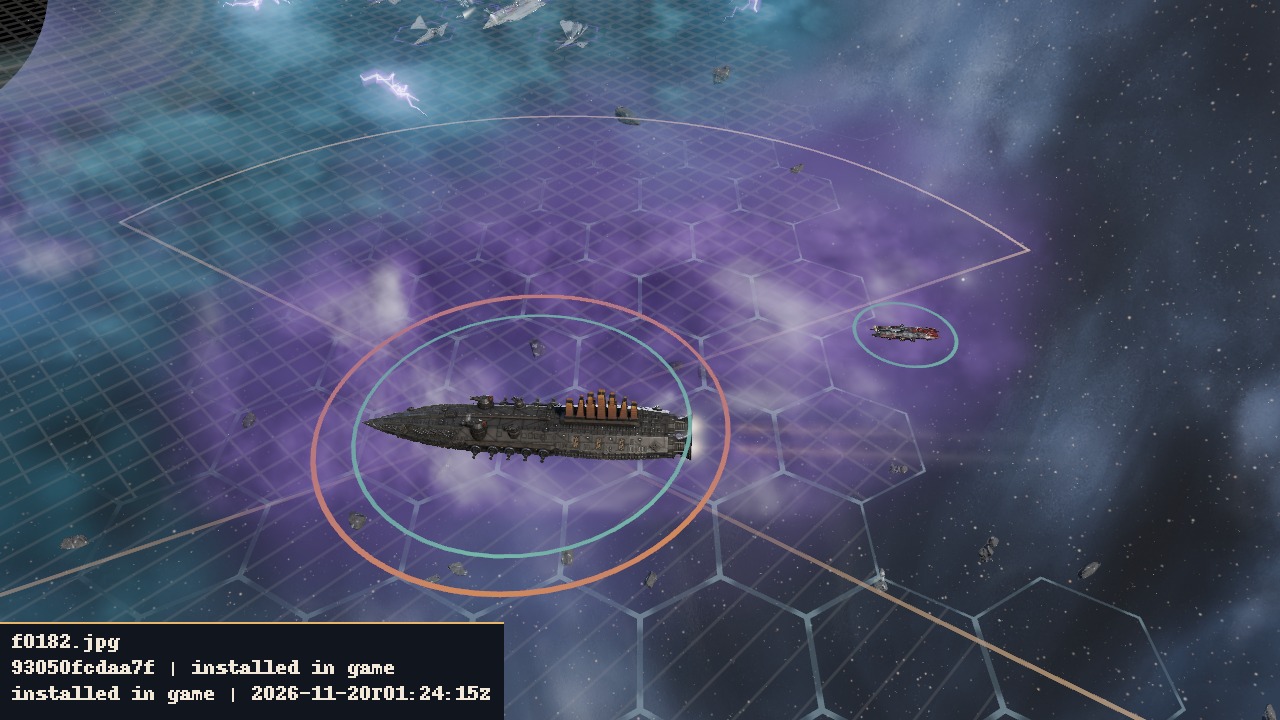 f0182.jpg
93050fcdaa7f | installed in game
installed in game | 2026-11-20T01:24:15Z